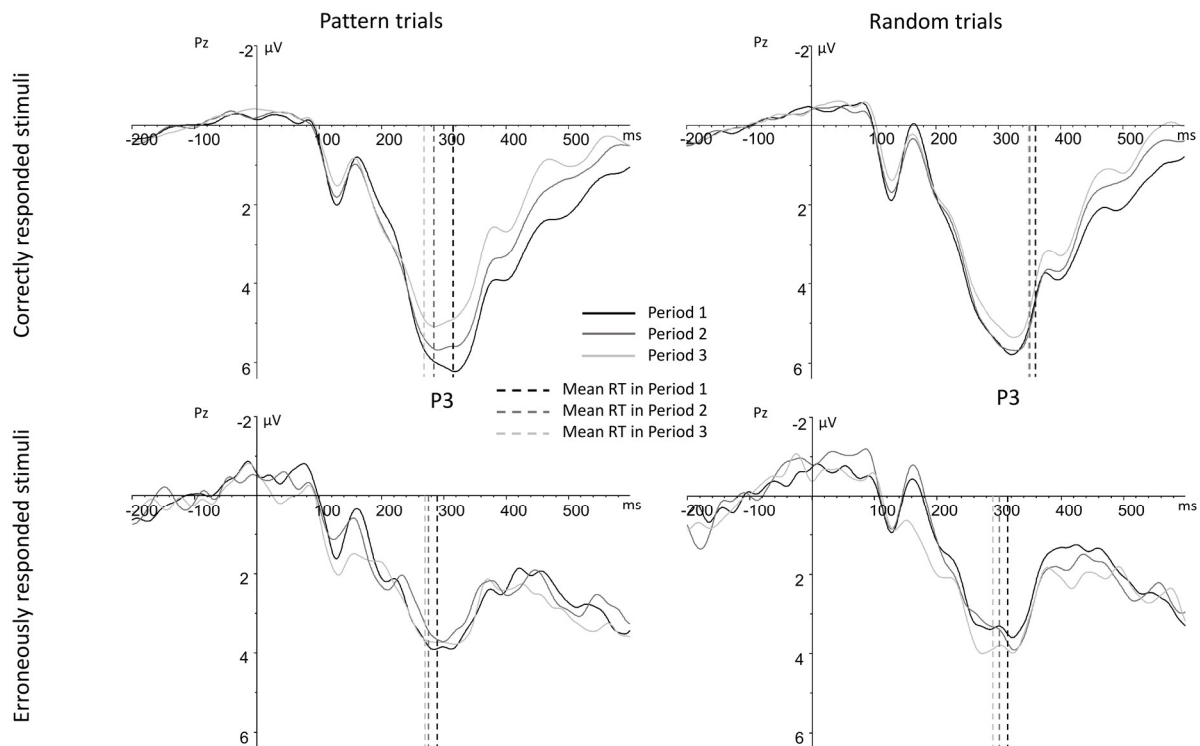 Pattern trials
Random trials
Correctly responded stimuli
Pz
-2
µV
-200
-100
100
200
300
400
500
ms
2
4
6
Pz
-2
µV
-200
-100
100
200
300
400
500
ms
2
4
6
Period 1
Period 2
Period 3
Mean RT in Period 1
Mean RT in Period 2
Mean RT in Period 3
P3
P3
Erroneously responded stimuli
Pz
-2
µV
-200
-100
100
200
300
400
500
ms
2
4
6
Pz
-2
µV
-200
-100
100
200
300
400
500
ms
2
4
6